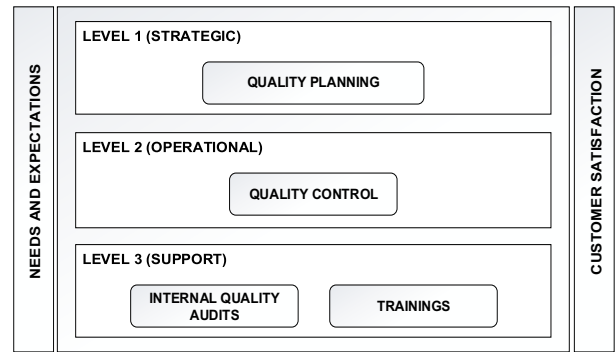 NEEDS AND EXPECTATIONS
LEVEL 1 (STRATEGIC)
QUALITY PLANNING
LEVEL 2 (OPERATIONAL)
QUALITY CONTROL
LEVEL 3 (SUPPORT)
INTERNAL QUALITY
AUDITS
TRAININGS
CUSTOMER SATISFACTION